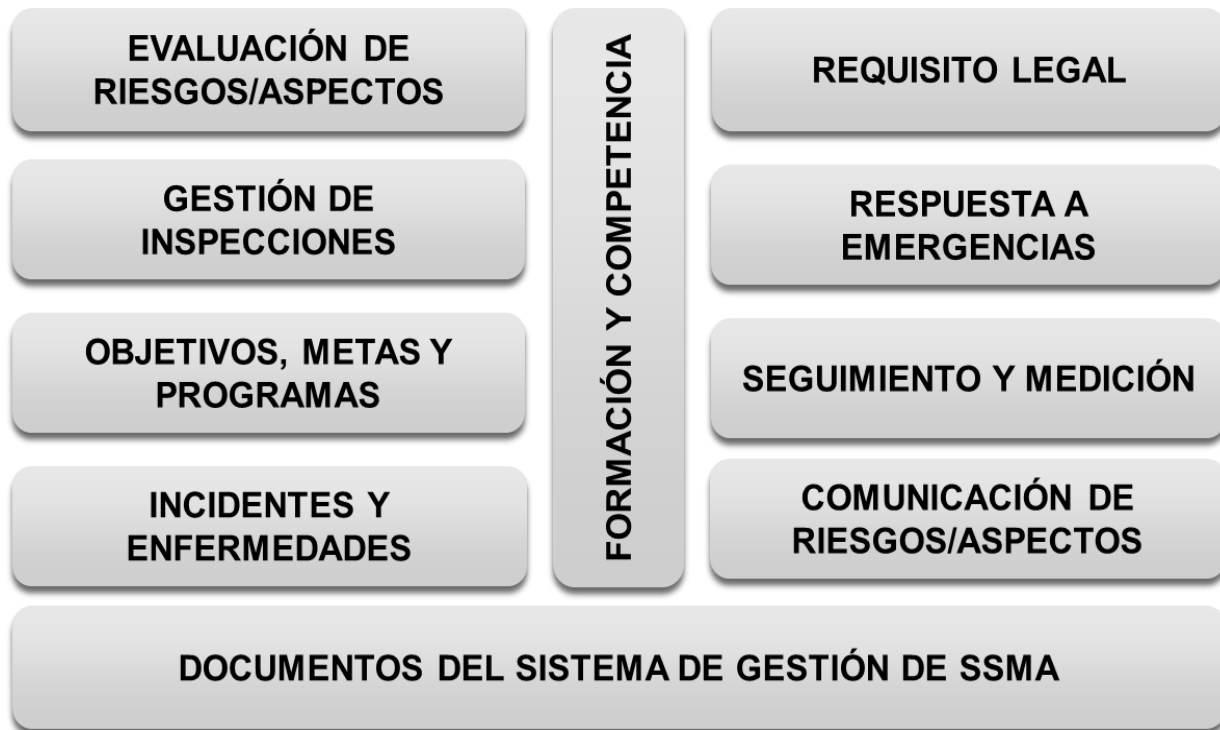 EVALUACIÓN DE
RIESGOS/ASPECTOS
GESTIÓN DE
INSPECCIONES
OBJETIVOS, METAS Y
PROGRAMAS
INCIDENTES Y
ENFERMEDADES
FORMACIÓN Y COMPETENCIA
REQUISITO LEGAL
RESPUESTA A
EMERGENCIAS
SEGUIMIENTO Y MEDICIÓN
COMUNICACIÓN DE
RIESGOS/ASPECTOS
DOCUMENTOS DEL SISTEMA DE GESTIÓN DE SSMA